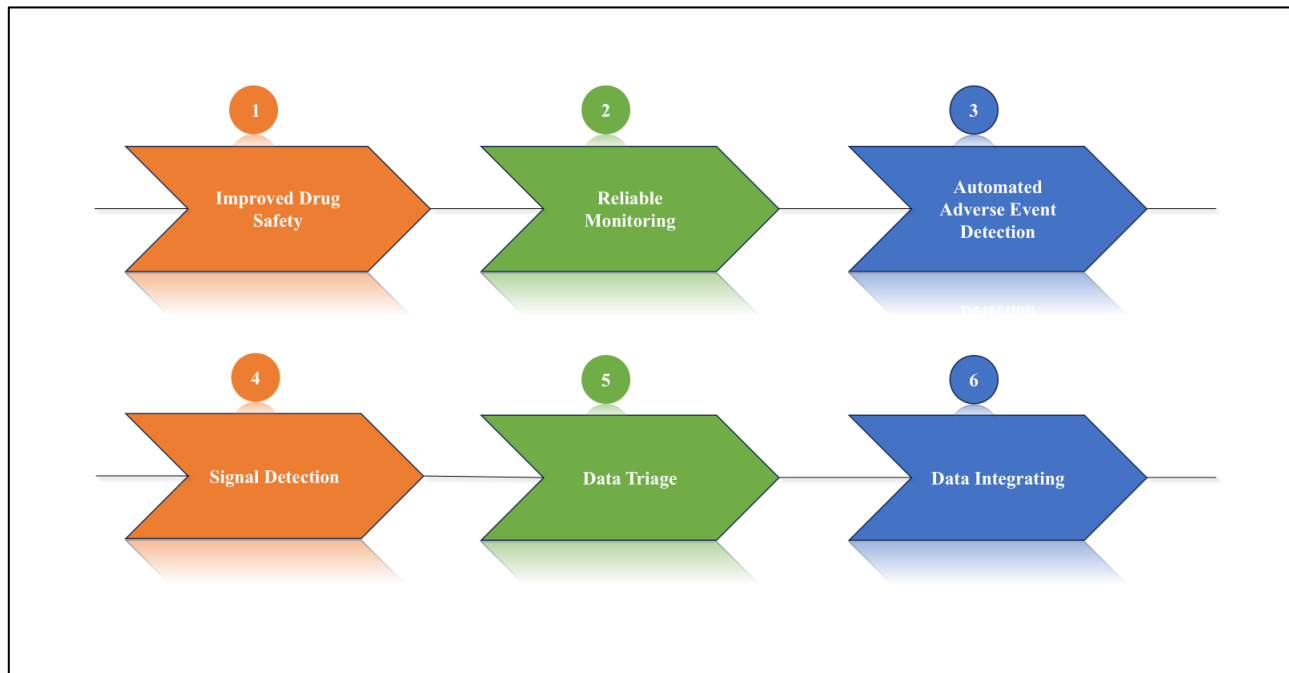 1
2
3
Improved Drug
Safety
Reliable
Monitoring
Automated
Adverse Event
Detection
4
5
6
Signal Detection
Data Triage
Data Integrating